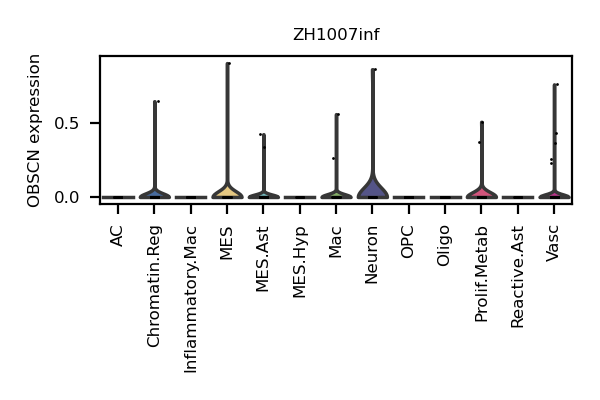 ZH1007inf
OBSCN expression
0.5
0.0
AC
Chromatin.Reg
Inflammatory.Mac
MES
MES.Ast
MES.Hyp
Mac
Neuron
OPC
Oligo
Prolif.Metab
Reactive.Ast
Vasc